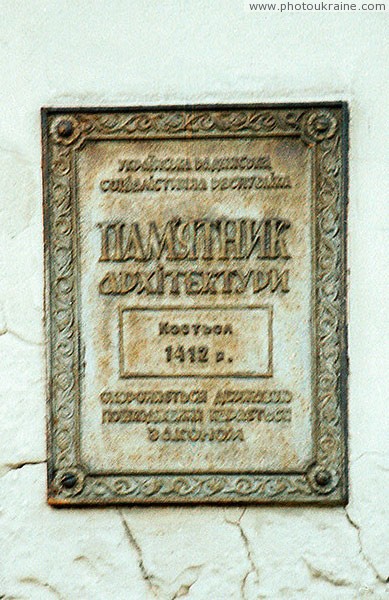 www.photoukraine.com
УКРАЇНСЬКА РАДЯНСЬКА
СОЦІАЛІСТИЧНА РЕСПУБЛІКА
ПАМ'ЯТНИК
АРХІТЕКТУРИ
Костьол
1412 р.
ОХОРОНЯЄТЬСЯ ДЕРЖАВОЮ
ПОШКОДЖЕННЯ КАРАЄТЬСЯ
ЗАКОНОМ